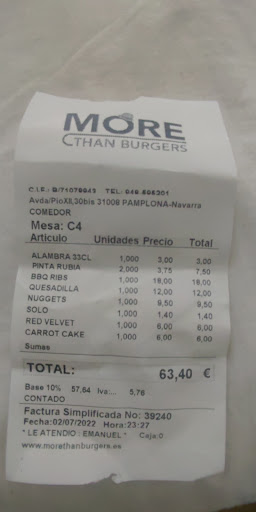 MORE
THAN BURGERS
C.I.F.: B/71079943 TEL: 948 596301
Avda/PioXII,30bis 31008 PAMPLONA-Navarra
COMEDOR
Mesa: C4
Articulo Unidades Precio Total
ALAMBRA 33CL 1,000 3,00 3,00
PINTA RUBIA 2,000 3,75 7,50
BBQ RIBS 1,000 18,00 18,00
QUESADILLA 1,000 12,00 12,00
NUGGETS 1,000 9,50 9,50
SOLO 1,000 1,40 1,40
RED VELVET 1,000 6,00 6,00
CARROT CAKE 1,000 6,00 6,00
Sumas
TOTAL: 63,40 €
Base 10% 57,64 Iva... 5,76
CONTADO
Factura Simplificada No: 39240
Fecha:02/07/2022 Hora:23:27
* LE ATENDIO : EMANUEL * Caja:0
www.morethanburgers.es